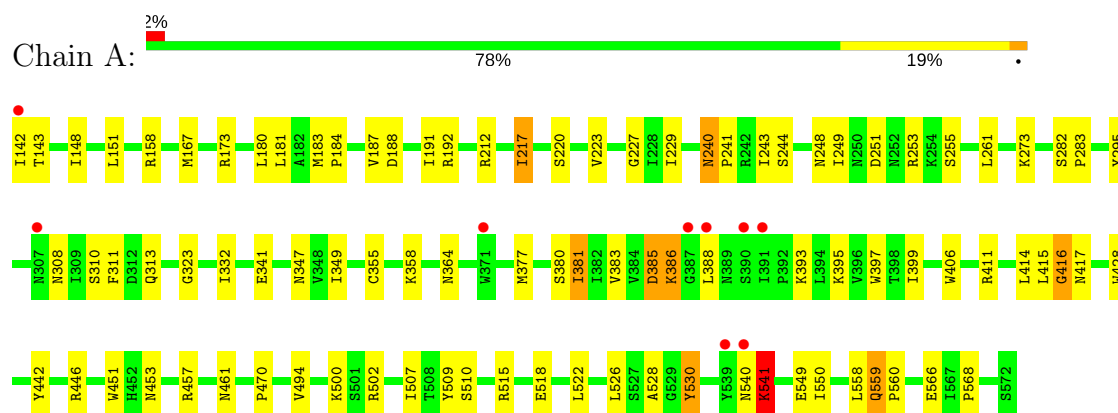 2%
Chain A:
78% 19% •
I142 T143 I148 L151 R158 M167 R173 L180 L181 A182 M183 P184 V187 D188 I191 R192 R212 I217 S220 V223 G227 I228 I229 N240 P241 R242 I243 S244 N248 I249 N250 D251 N252 R253 K254 S255 L261 K273 S282 P283
N307 N308 I309 S310 F311 D312 Q313 G323 I332 E341 N347 V348 I349 C355 K358 N364 W371 M377 S380 I381 I382 V383 V384 D385 K386 G387 L388 N389 S390 I391 P392 K393 L394 K395 V396 W397 T398 I399 W406 R411 L414 L415 G416 N417
Y442 R446 W451 H452 N453 R457 N461 P470 V494 K500 S501 R502 I507 T508 Y509 S510 R515 E518 L522 L526 S527 A528 G529 Y530 Y539 N540 K541 E549 I550 L558 Q559 P560 E566 I567 P568 S572